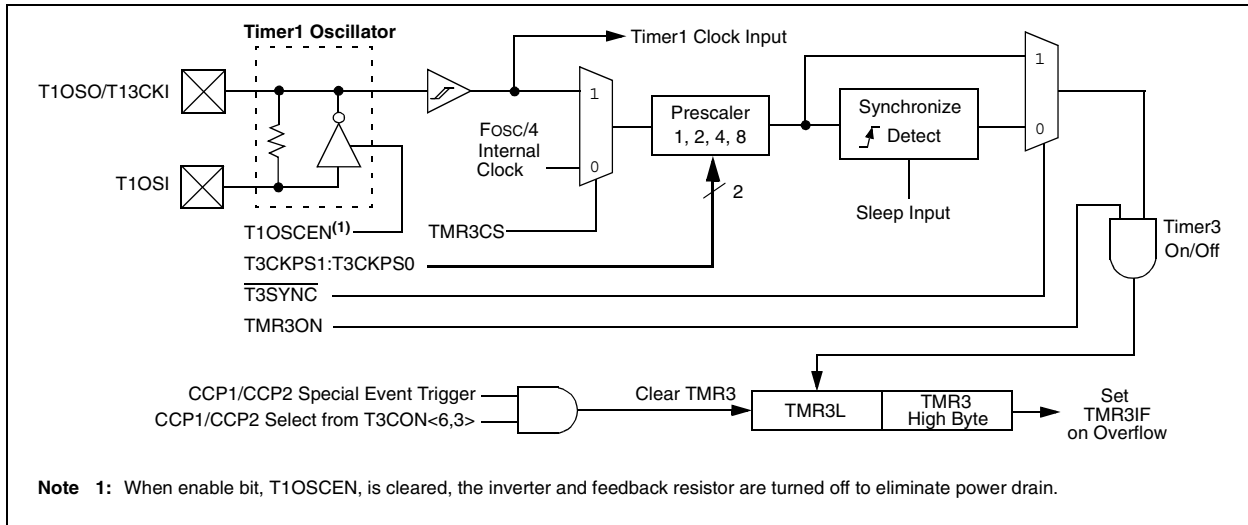 Timer1 Oscillator
Timer1 Clock Input
T1OSO/T13CKI
1
1
Prescaler
1, 2, 4, 8
Synchronize
Detect
FOSC/4
Internal
Clock
0
0
T1OSI
2
Sleep Input
T1OSCEN(1)
TMR3CS
Timer3
On/Off
T3CKPS1:T3CKPS0
T3SYNC
TMR3ON
CCP1/CCP2 Special Event Trigger
CCP1/CCP2 Select from T3CON<6,3>
Clear TMR3
TMR3L
TMR3
High Byte
Set
TMR3IF
on Overflow
Note 1: When enable bit, T1OSCEN, is cleared, the inverter and feedback resistor are turned off to eliminate power drain.